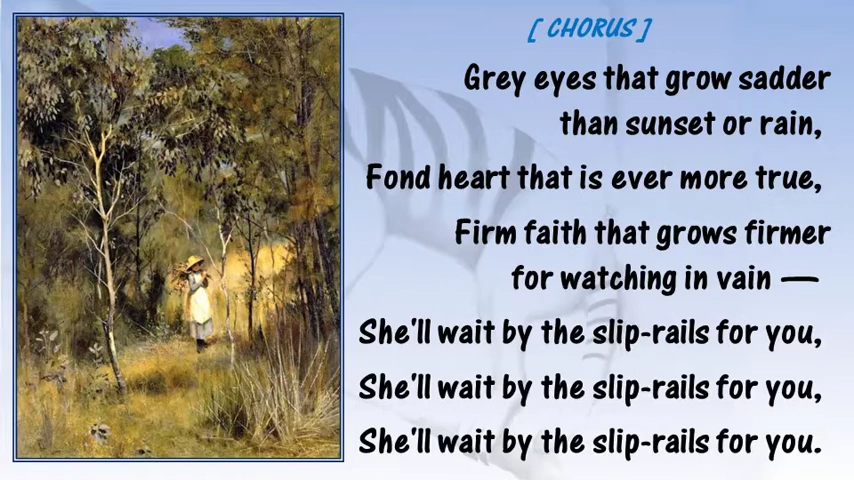 [ CHORUS ]
Grey eyes that grow sadder
than sunset or rain,
Fond heart that is ever more true,
Firm faith that grows firmer
for watching in vain —
She'll wait by the slip-rails for you,
She'll wait by the slip-rails for you,
She'll wait by the slip-rails for you.